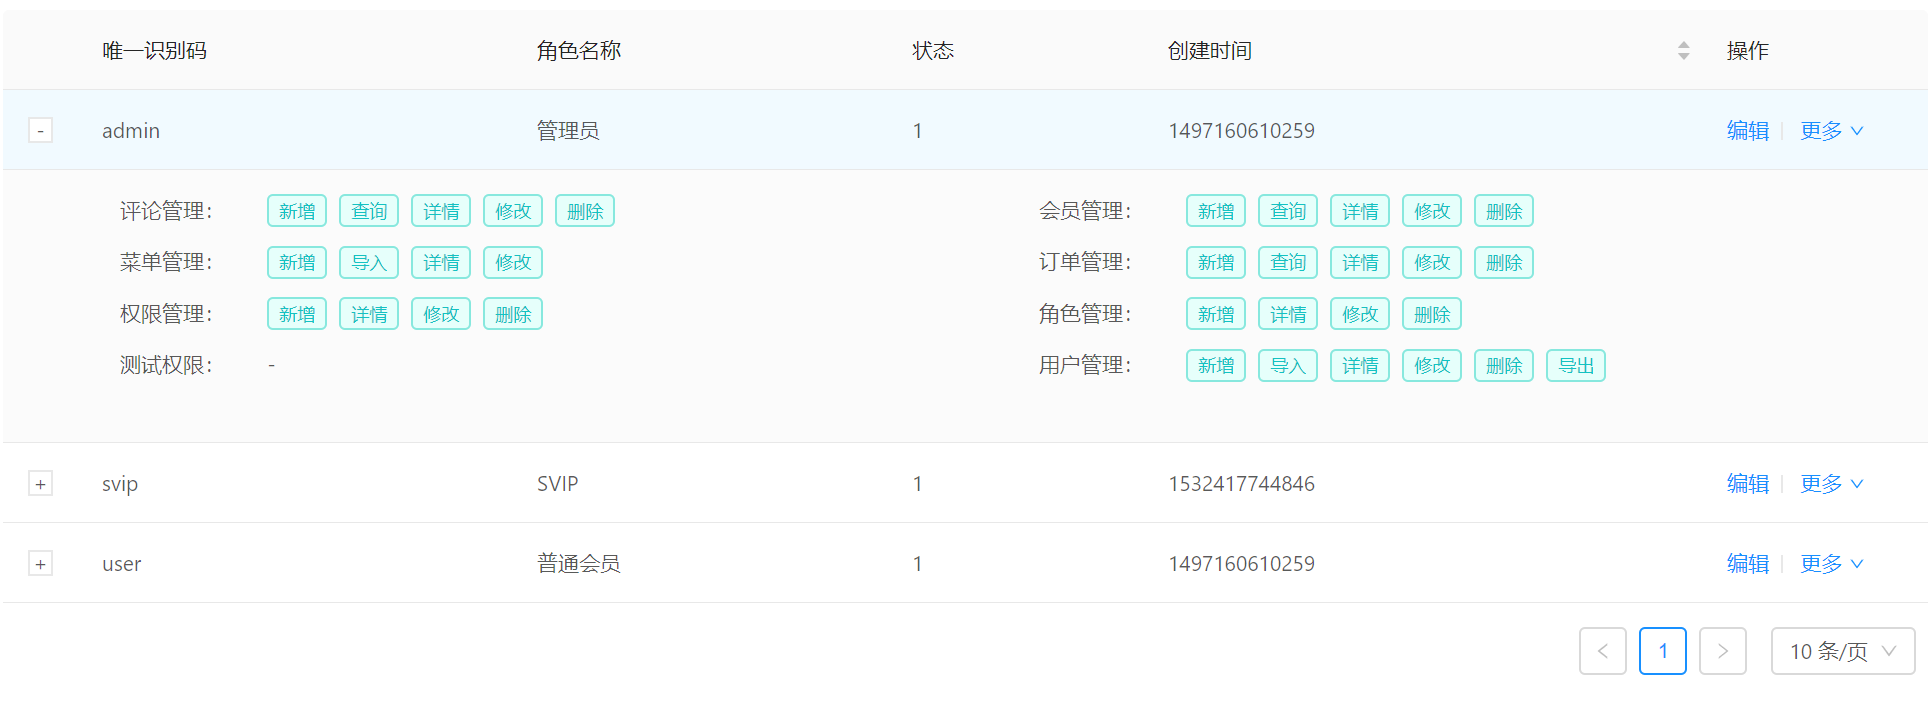 唯一识别码 角色名称 状态 创建时间 操作
- admin 管理员 1 1497160610259 编辑 更多
评论管理： 新增 查询 详情 修改 删除 会员管理： 新增 查询 详情 修改 删除
菜单管理： 新增 导入 详情 修改 订单管理： 新增 查询 详情 修改 删除
权限管理： 新增 详情 修改 删除 角色管理： 新增 详情 修改 删除
测试权限： - 用户管理： 新增 导入 详情 修改 删除 导出
+ svip SVIP 1 1532417744846 编辑 更多
+ user 普通会员 1 1497160610259 编辑 更多
< 1 > 10 条/页